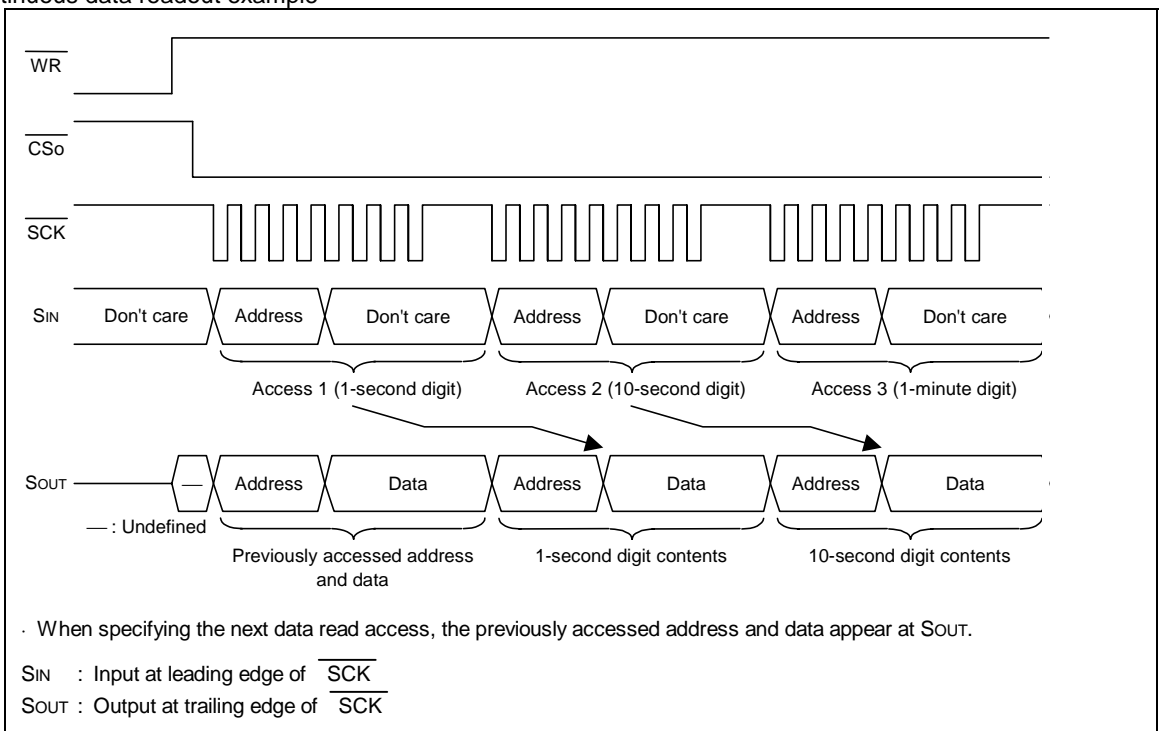 tinuous data readout example
WR
CSo
SCK
SIN Don't care Address Don't care Address Don't care Address Don't care
Access 1 (1-second digit) Access 2 (10-second digit) Access 3 (1-minute digit)
SOUT — Address Data Address Data Address Data
— : Undefined
Previously accessed address and data
1-second digit contents
10-second digit contents
· When specifying the next data read access, the previously accessed address and data appear at SOUT.
SIN : Input at leading edge of SCK
SOUT : Output at trailing edge of SCK